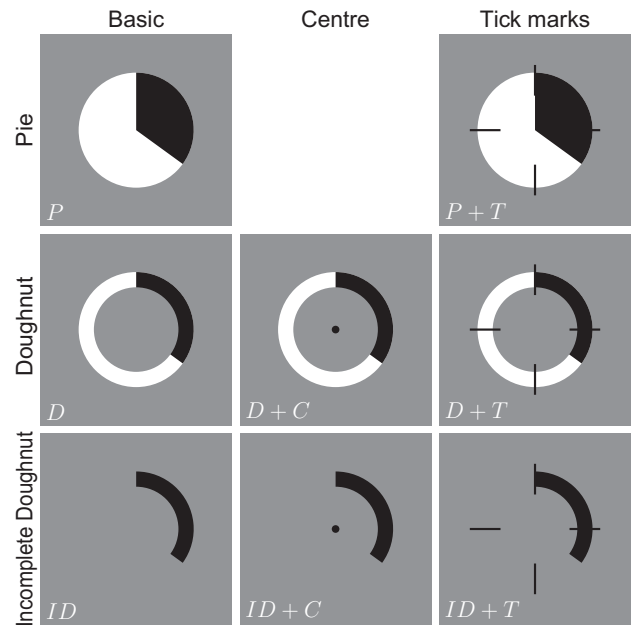 Basic Centre Tick marks
Pie
P
P + T
Doughnut
D
D + C
D + T
Incomplete Doughnut
ID
ID + C
ID + T